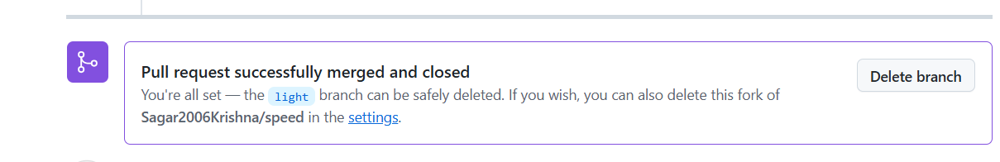 Pull request successfully merged and closed
Delete branch
You're all set — the light branch can be safely deleted. If you wish, you can also delete this fork of
Sagar2006Krishna/speed in the settings.